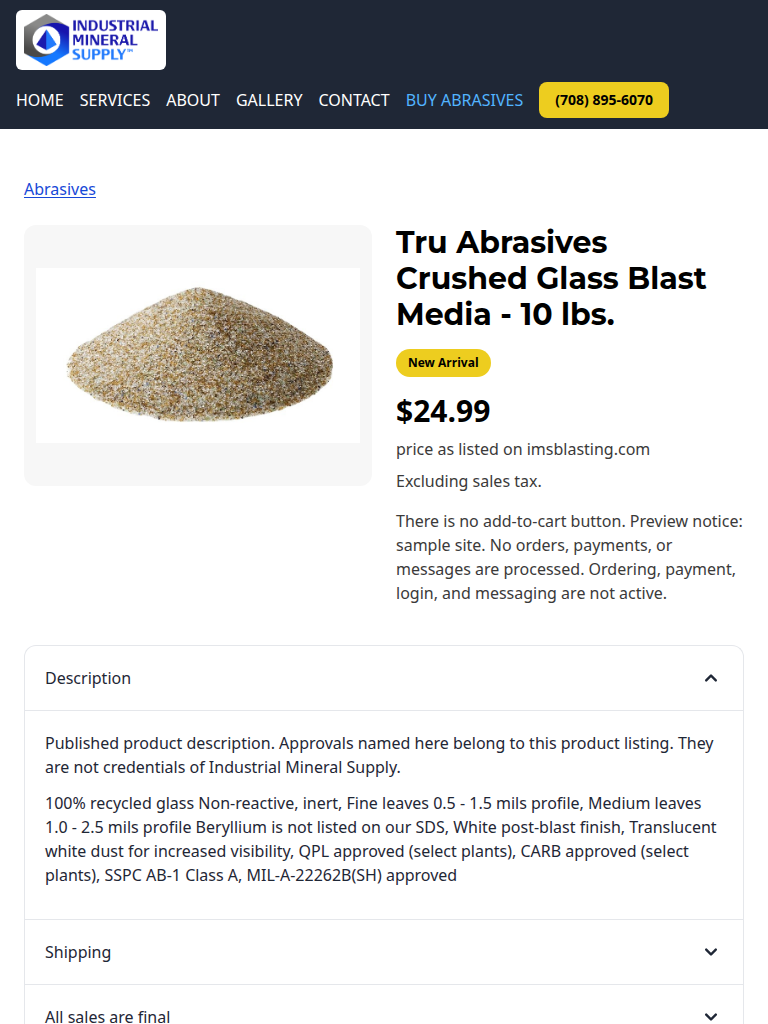 INDUSTRIAL
MINERAL
SUPPLY™
HOME SERVICES ABOUT GALLERY CONTACT BUY ABRASIVES (708) 895-6070
Abrasives
Tru Abrasives
Crushed Glass Blast
Media - 10 lbs.
New Arrival
$24.99
price as listed on imsblasting.com
Excluding sales tax.
There is no add-to-cart button. Preview notice:
sample site. No orders, payments, or
messages are processed. Ordering, payment,
login, and messaging are not active.
Description
Published product description. Approvals named here belong to this product listing. They
are not credentials of Industrial Mineral Supply.
100% recycled glass Non-reactive, inert, Fine leaves 0.5 - 1.5 mils profile, Medium leaves
1.0 - 2.5 mils profile Beryllium is not listed on our SDS, White post-blast finish, Translucent
white dust for increased visibility, QPL approved (select plants), CARB approved (select
plants), SSPC AB-1 Class A, MIL-A-22262B(SH) approved
Shipping
All sales are final